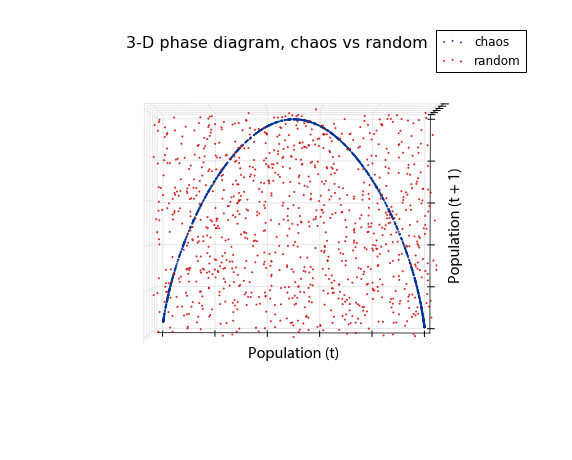 3-D phase diagram, chaos vs random
chaos
random
Population (t + 1)
Population (t)